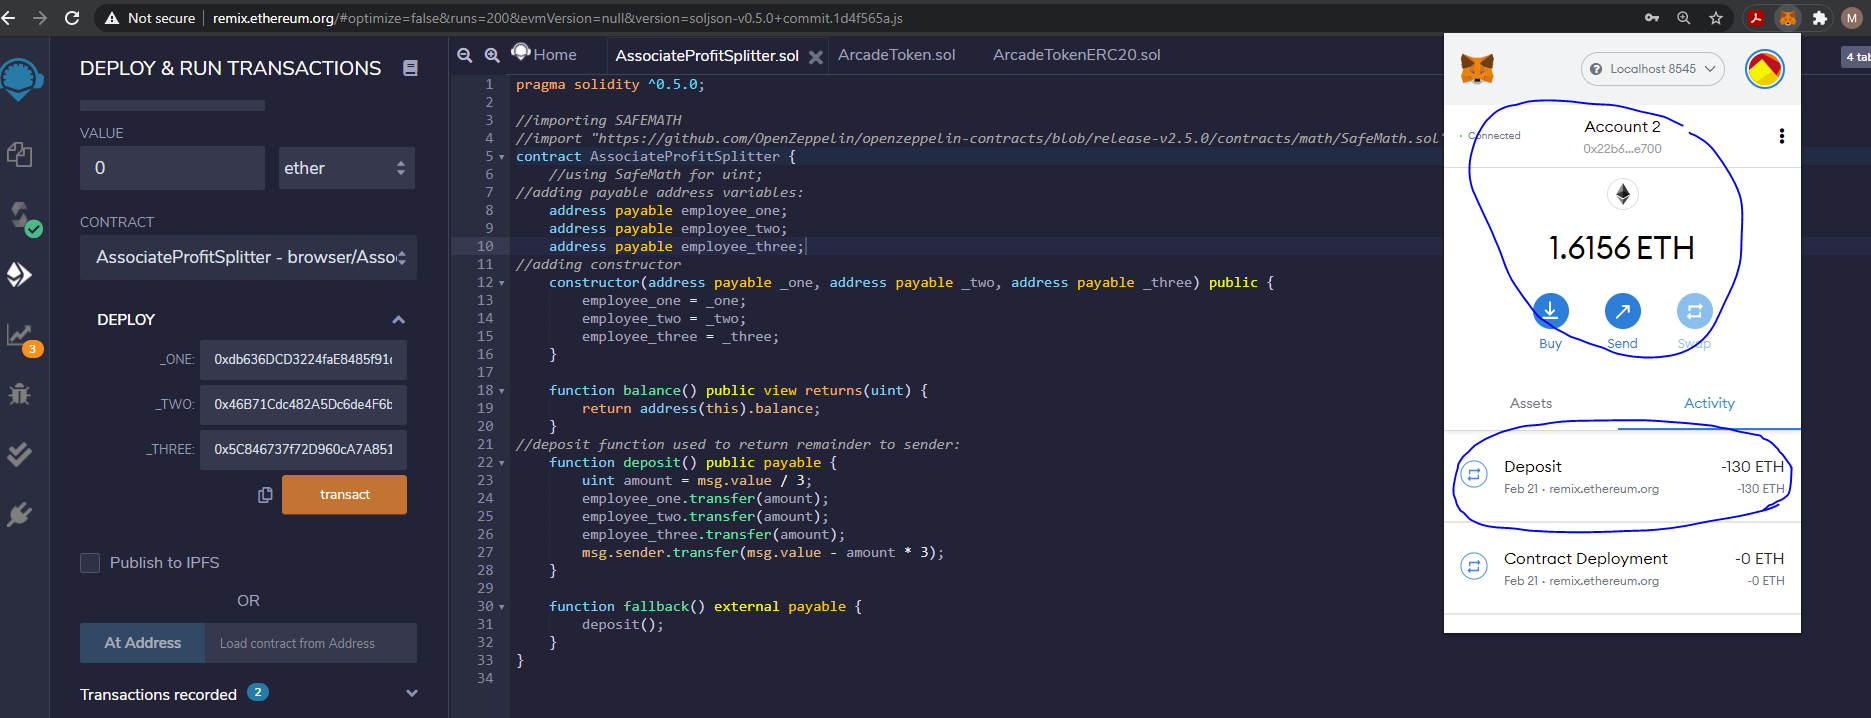 Not secure | remix.ethereum.org/#optimize=false&runs=200&evmVersion=null&version=soljson-v0.5.0+commit.1d4f565a.js
M
DEPLOY & RUN TRANSACTIONS
VALUE
0
ether
CONTRACT
AssociateProfitSplitter - browser/Asso
DEPLOY
_ONE:
0xdb636DCD3224faE8485f91
_TWO:
0x46B71Cdc482A5Dc6de4F6b
_THREE:
0x5C846737f72D960cA7A851
transact
Publish to IPFS
OR
At Address
Load contract from Address
Transactions recorded 2
3
Home
AssociateProfitSplitter.sol
ArcadeToken.sol
ArcadeTokenERC20.sol
4 tab
1 pragma solidity ^0.5.0;
2
3 //importing SAFEMATH
4 //import "https://github.com/OpenZeppelin/openzeppelin-contracts/blob/release-v2.5.0/contracts/math/SafeMath.sol"
5 contract AssociateProfitSplitter {
6 //using SafeMath for uint;
7 //adding payable address variables:
8 address payable employee_one;
9 address payable employee_two;
10 address payable employee_three;
11 //adding constructor
12 constructor(address payable _one, address payable _two, address payable _three) public {
13 employee_one = _one;
14 employee_two = _two;
15 employee_three = _three;
16 }
17
18 function balance() public view returns(uint) {
19 return address(this).balance;
20 }
21 //deposit function used to return remainder to sender:
22 function deposit() public payable {
23 uint amount = msg.value / 3;
24 employee_one.transfer(amount);
25 employee_two.transfer(amount);
26 employee_three.transfer(amount);
27 msg.sender.transfer(msg.value - amount * 3);
28 }
29
30 function fallback() external payable {
31 deposit();
32 }
33 }
34
Localhost 8545
Connected
Account 2
0x22b6...e700
1.6156 ETH
Buy
Send
Swap
Assets
Activity
Deposit
-130 ETH
Feb 21 · remix.ethereum.org
-130 ETH
Contract Deployment
-0 ETH
Feb 21 · remix.ethereum.org
-0 ETH